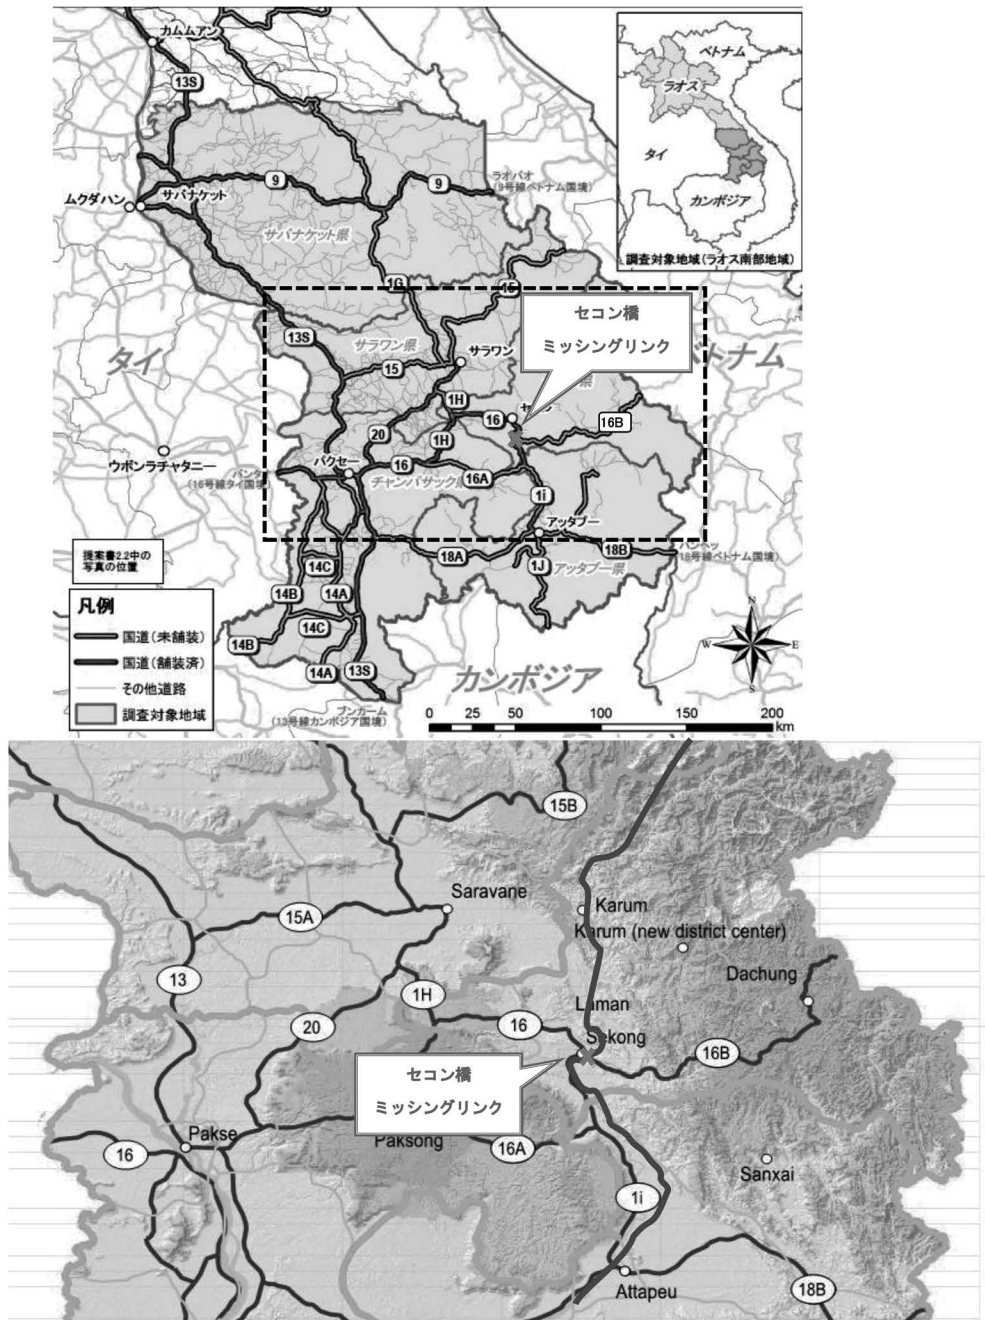 カムムアン
13S
ベトナム
ラオス
タイ
カンボジア
調査対象地域(ラオス南部地域)
9
9
ラオバオ
(9号線ベトナム国境)
ムクダハン
サバナケット
サバナケット県
1G
15
セコン橋
ミッシングリンク
13S
サラワン県
サラワン
タイ
15
1H
16
16B
20
1H
ウボンラチャタニー
パクセー
16
16A
チャンパサック
(16号線タイ国境)
1i
アッタプー
18A
18B
(18号線ベトナム国境)
提案書2.2中の
写真の位置
14C
1J
アッタプー県
14B
14A
凡例
国道(未舗装)
国道(舗装済)
その他道路
調査対象地域
14C
14B
14A
13S
カンボジア
ブンカーム
(13号線カンボジア国境)
N
W
E
S
0 25 50 100 150 200
km
15B
Saravane
Karum
15A
Karum (new district center)
Dachung
13
1H
Laman
20
16
Sekong
16B
セコン橋
ミッシングリンク
Pakse
Paksong
16
16A
Sanxai
1i
Attapeu
18B